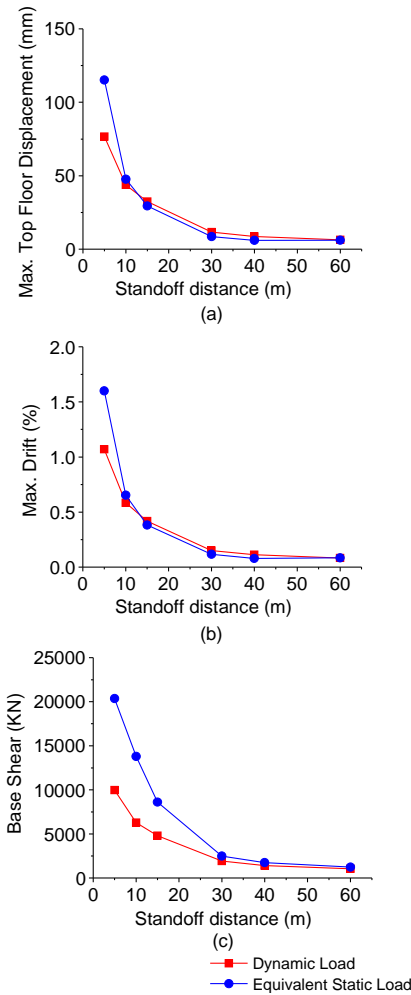 Max. Top Floor Displacement (mm)
150
100
50
0
0 10 20 30 40 50 60
Standoff distance (m)
(a)
Max. Drift (%)
2.0
1.5
1.0
0.5
0.0
0 10 20 30 40 50 60
Standoff distance (m)
(b)
Base Shear (KN)
25000
20000
15000
10000
5000
0
0 10 20 30 40 50 60
Standoff distance (m)
(c)
Dynamic Load
Equivalent Static Load